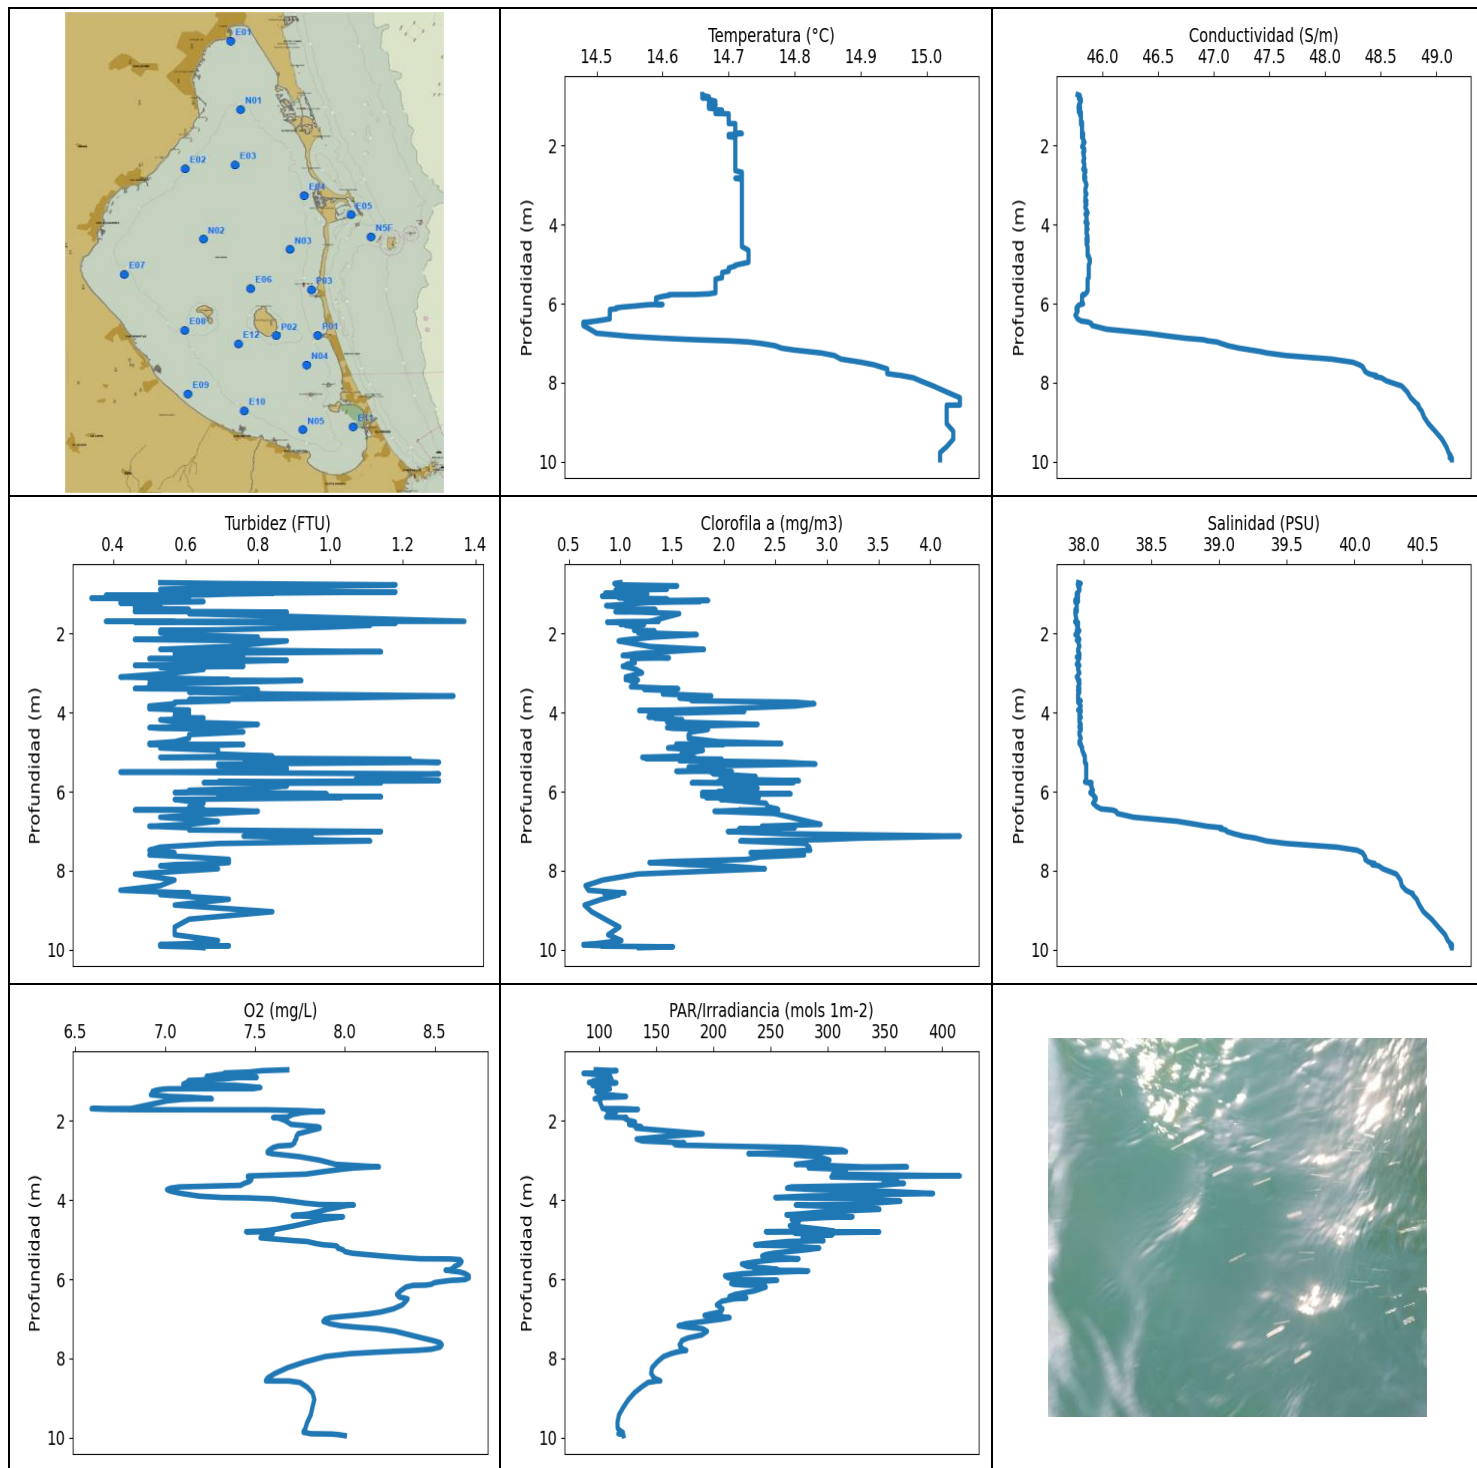 E01
N01
E02
E03
E04
E05
N5F
N02
N03
E07
E06
P03
E08
P02
P01
E12
N04
E09
E10
N05
E11
Temperatura (°C)
14.5 14.6 14.7 14.8 14.9 15.0
Profundidad (m)
2
4
6
8
10
Conductividad (S/m)
46.0 46.5 47.0 47.5 48.0 48.5 49.0
Profundidad (m)
2
4
6
8
10
Turbidez (FTU)
0.4 0.6 0.8 1.0 1.2 1.4
Profundidad (m)
2
4
6
8
10
Clorofila a (mg/m3)
0.5 1.0 1.5 2.0 2.5 3.0 3.5 4.0
Profundidad (m)
2
4
6
8
10
Salinidad (PSU)
38.0 38.5 39.0 39.5 40.0 40.5
Profundidad (m)
2
4
6
8
10
O2 (mg/L)
6.5 7.0 7.5 8.0 8.5
Profundidad (m)
2
4
6
8
10
PAR/Irradiancia (mols 1m-2)
100 150 200 250 300 350 400
Profundidad (m)
2
4
6
8
10